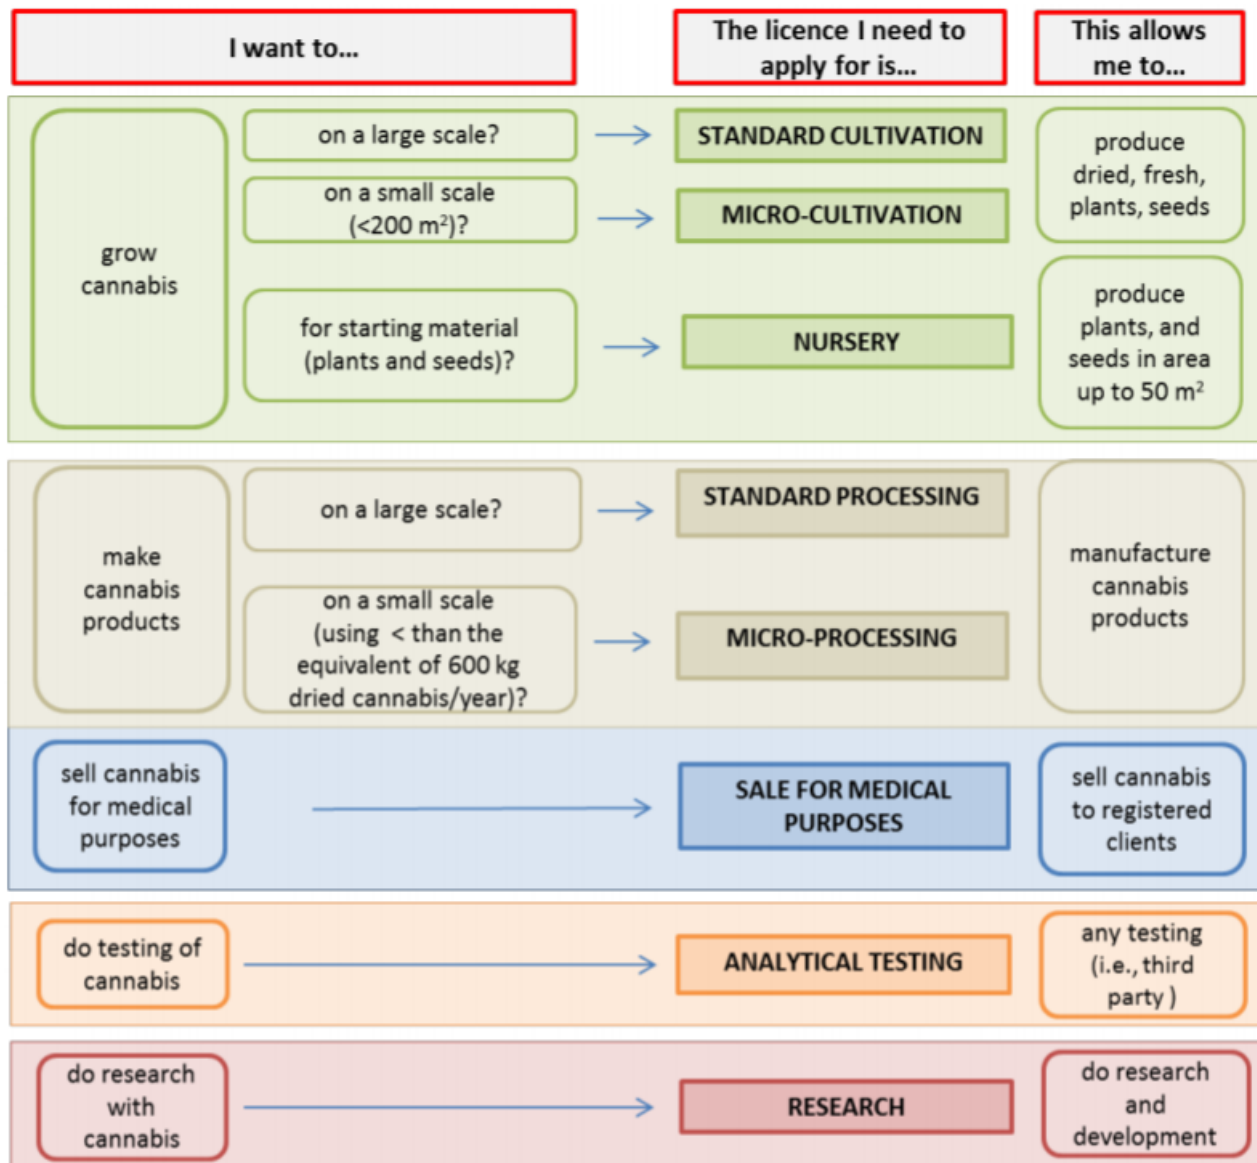 I want to...
The licence I need to
apply for is...
This allows
me to...
grow
cannabis
on a large scale?
STANDARD CULTIVATION
produce
dried, fresh,
plants, seeds
on a small scale
(<200 m²)?
MICRO-CULTIVATION
for starting material
(plants and seeds)?
NURSERY
produce
plants, and
seeds in area
up to 50 m²
make
cannabis
products
on a large scale?
STANDARD PROCESSING
manufacture
cannabis
products
on a small scale
(using < than the
equivalent of 600 kg
dried cannabis/year)?
MICRO-PROCESSING
sell cannabis
for medical
purposes
SALE FOR MEDICAL
PURPOSES
sell cannabis
to registered
clients
do testing of
cannabis
ANALYTICAL TESTING
any testing
(i.e., third
party )
do research
with
cannabis
RESEARCH
do research
and
development